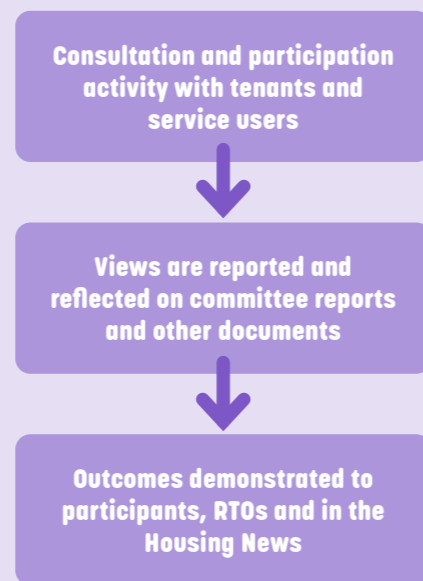 Consultation and participation
activity with tenants and
service users
Views are reported and
reflected on committee reports
and other documents
Outcomes demonstrated to
participants, RTOs and in the
Housing News